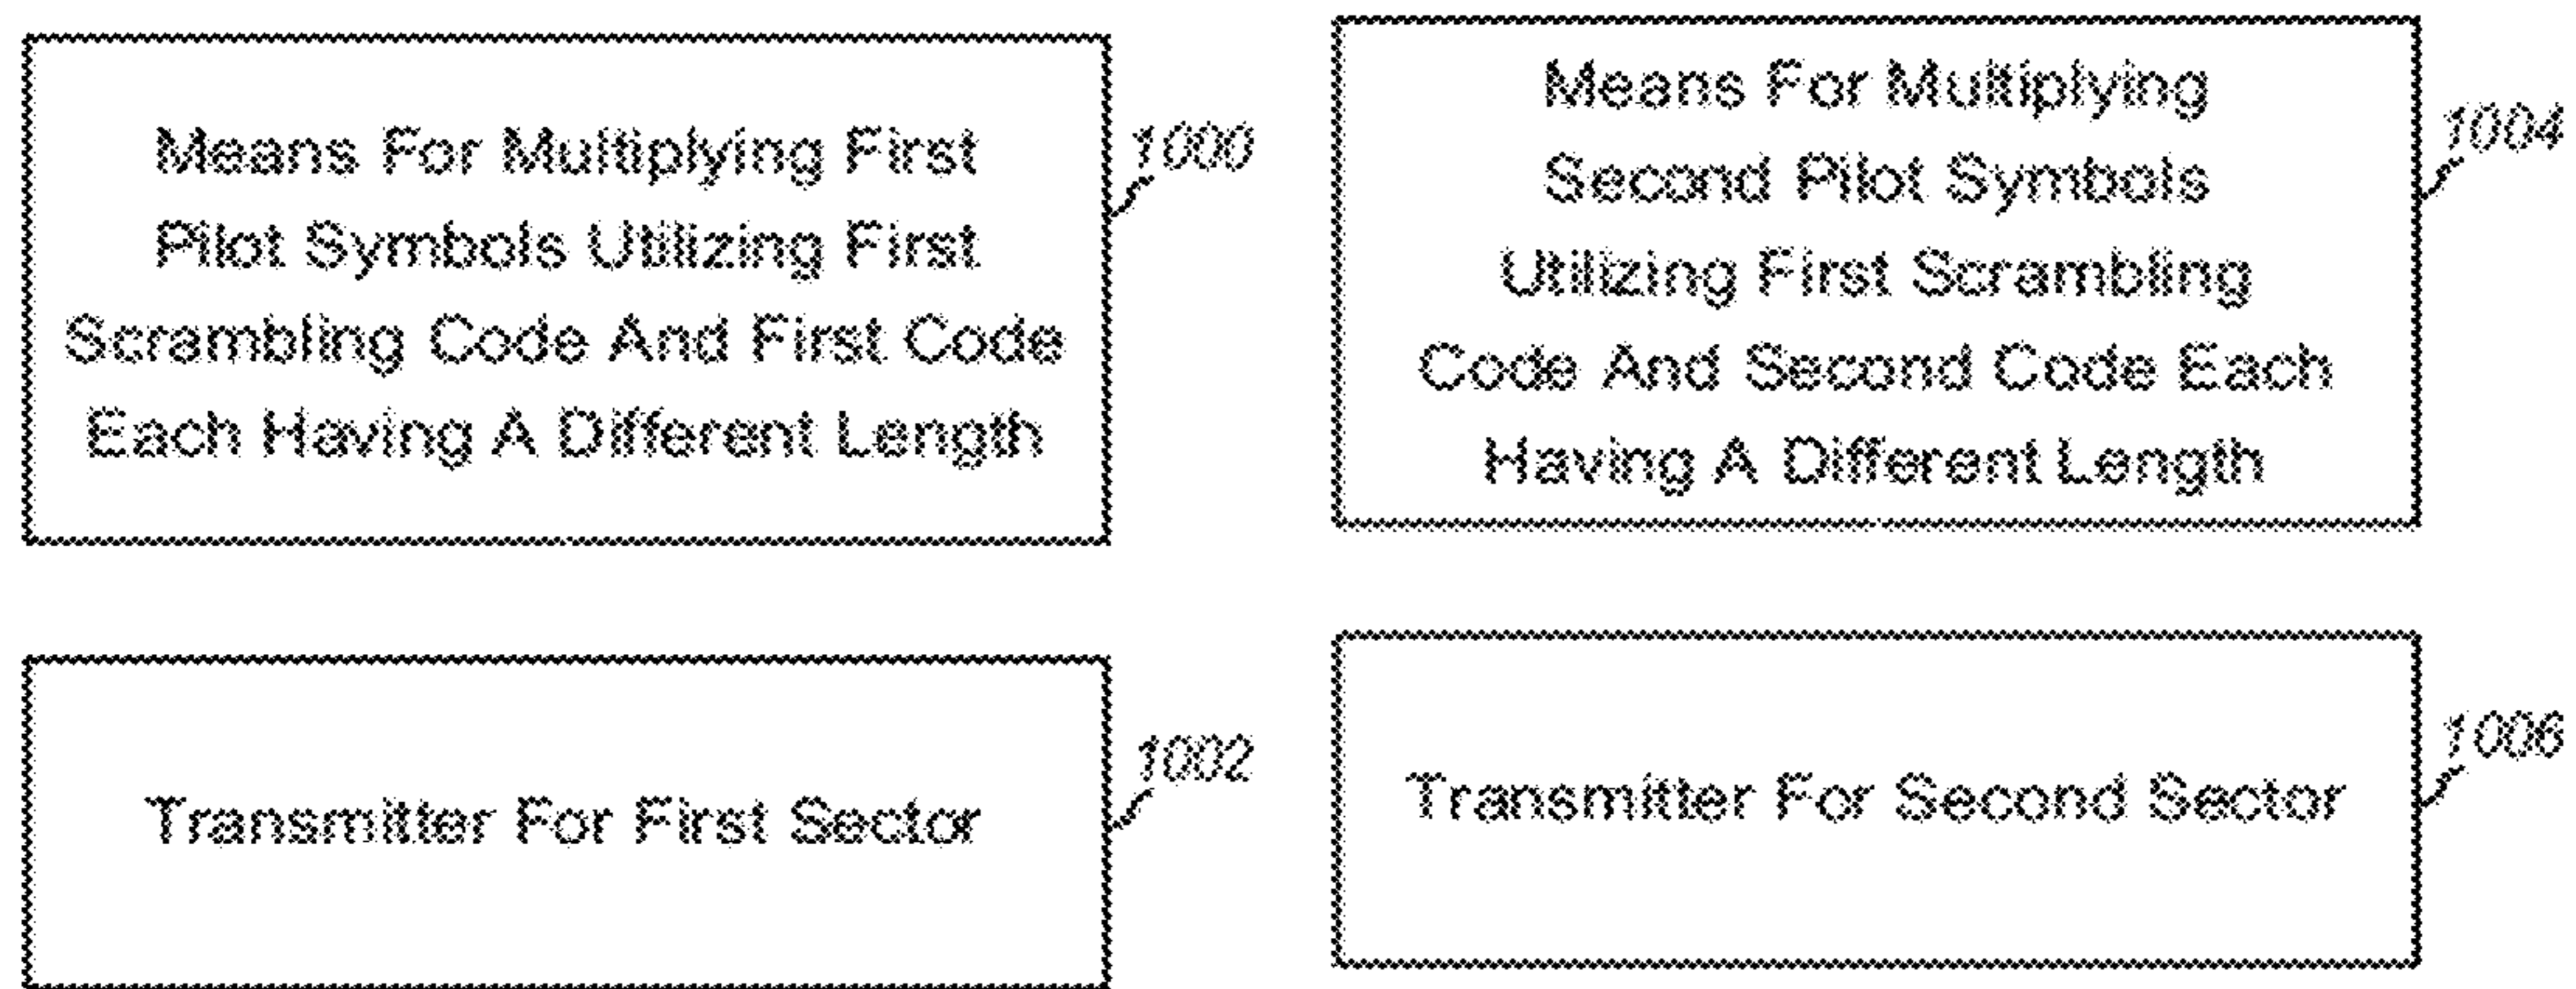 Means For Multiplying First
Pilot Symbols Utilizing First
Scrambling Code And First Code
Each Having A Different Length
1000
Means For Multiplying
Second Pilot Symbols
Utilizing First Scrambling
Code And Second Code Each
Having A Different Length
1004
Transmitter For First Sector
1002
Transmitter For Second Sector
1006